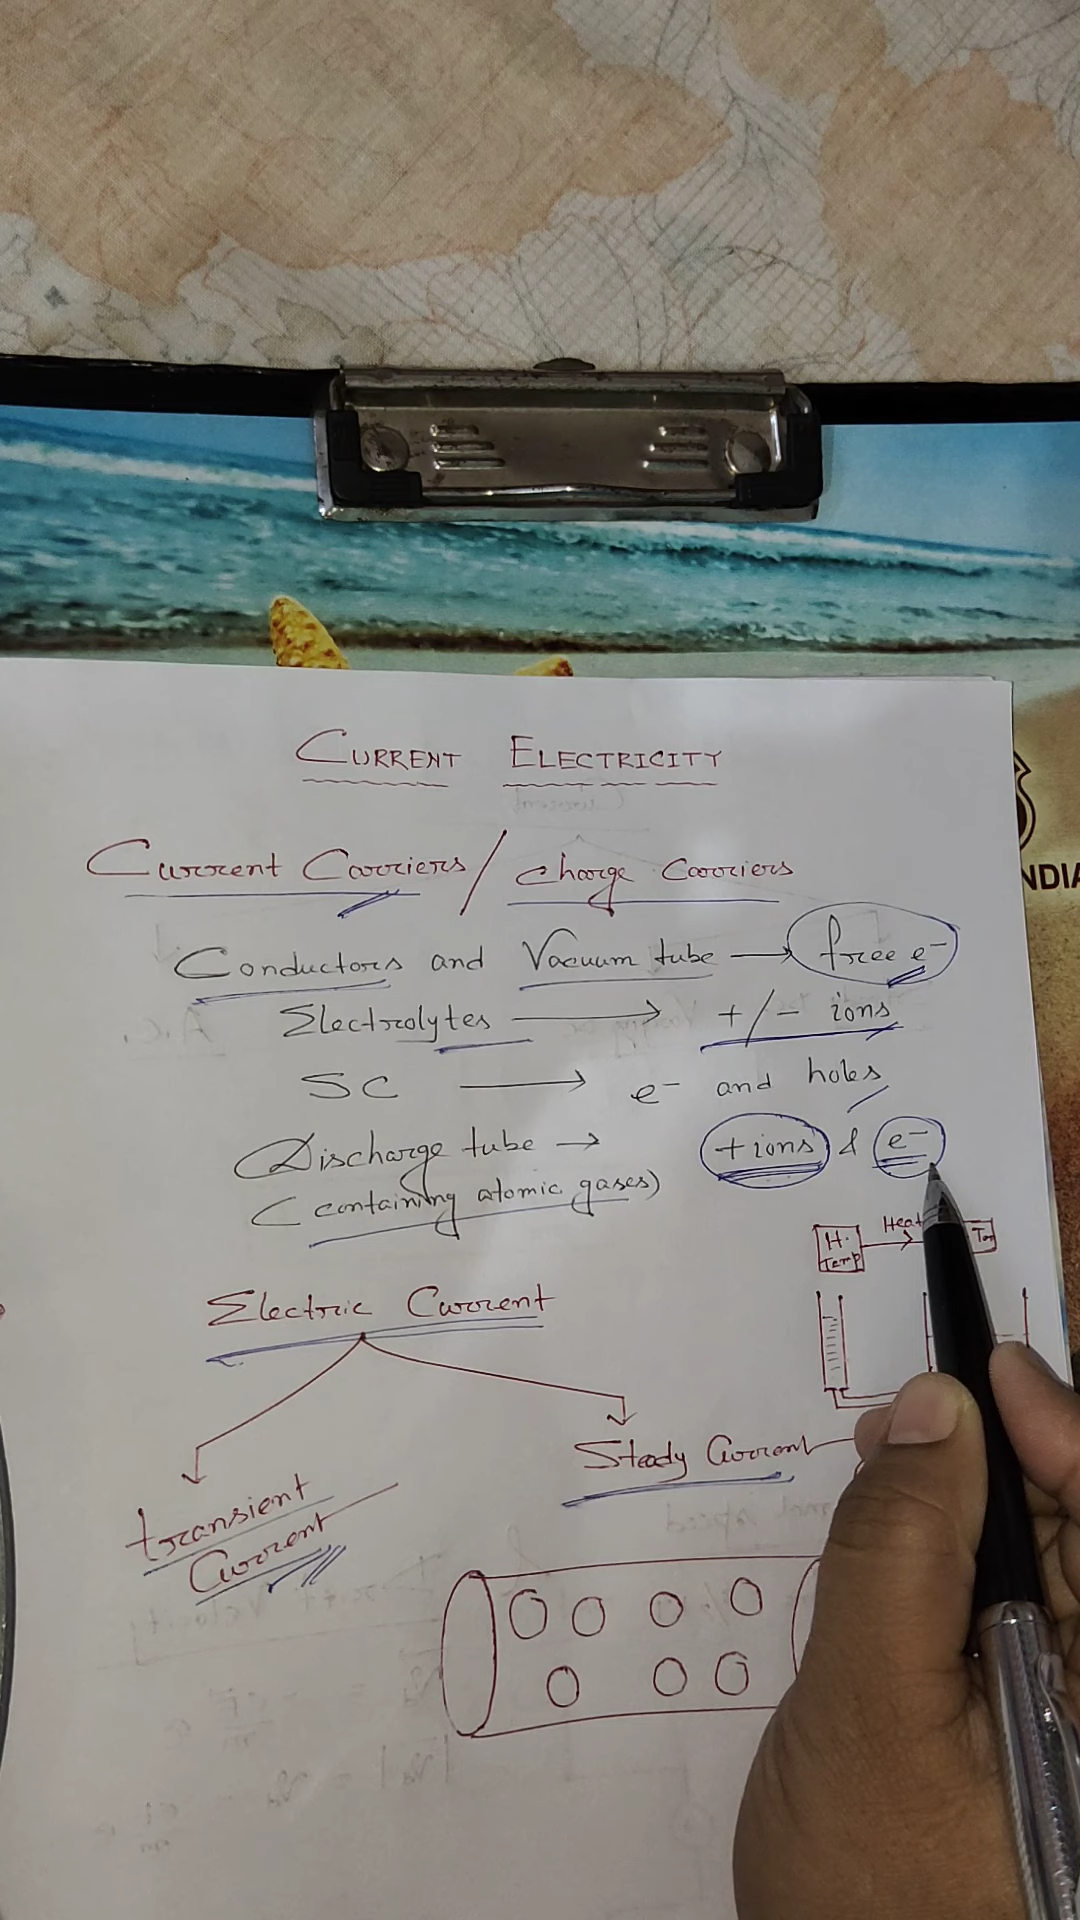 CURRENT ELECTRICITY
Current Carriers / charge Carriers
Conductors and Vacuum tube → free e⁻
Electrolytes → +/- ions
SC → e⁻ and holes
Discharge tube → + ions & e⁻
(containing atomic gases)
H. Temp → Heat
Electric Current
Steady Current
transient
Current
NDIA